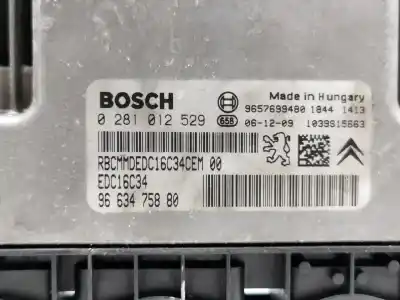 BOSCH
Made in Hungary
9657699480 1844 1413
0 281 012 529
658
06-12-09 1039S15663
RBCMMDEDC16C34CEM 00
EDC16C34
96 634 758 80